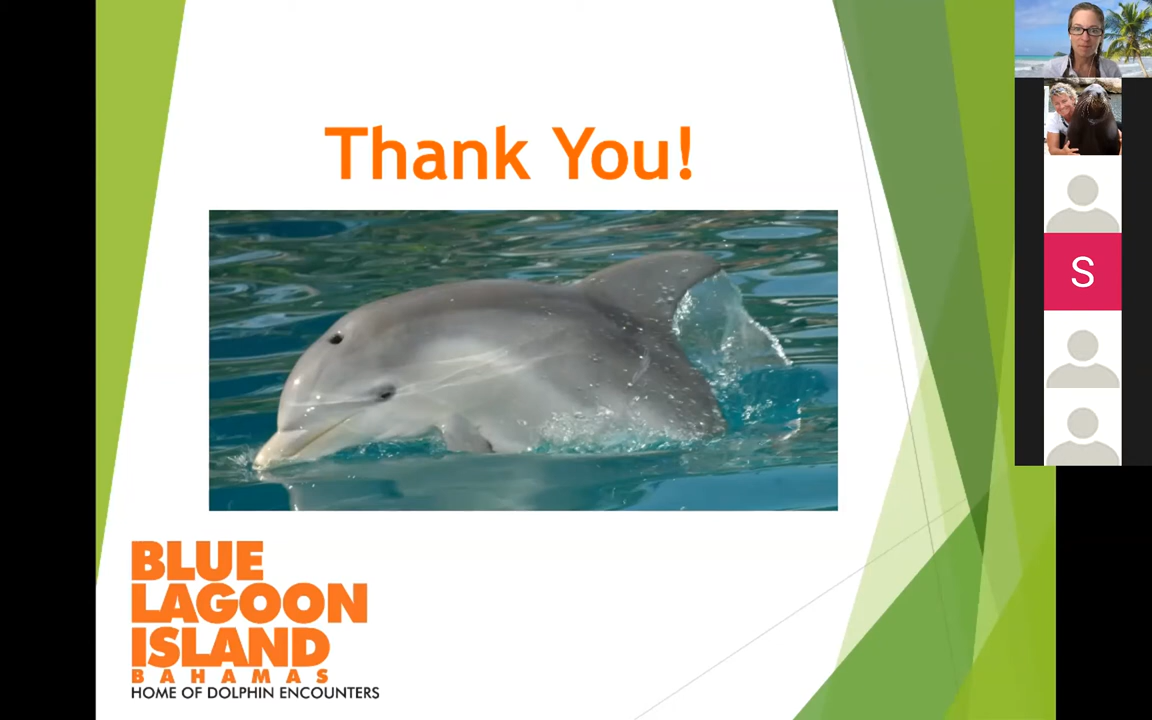 Thank You!
S
BLUE
LAGOON
ISLAND
BAHAMAS
HOME OF DOLPHIN ENCOUNTERS